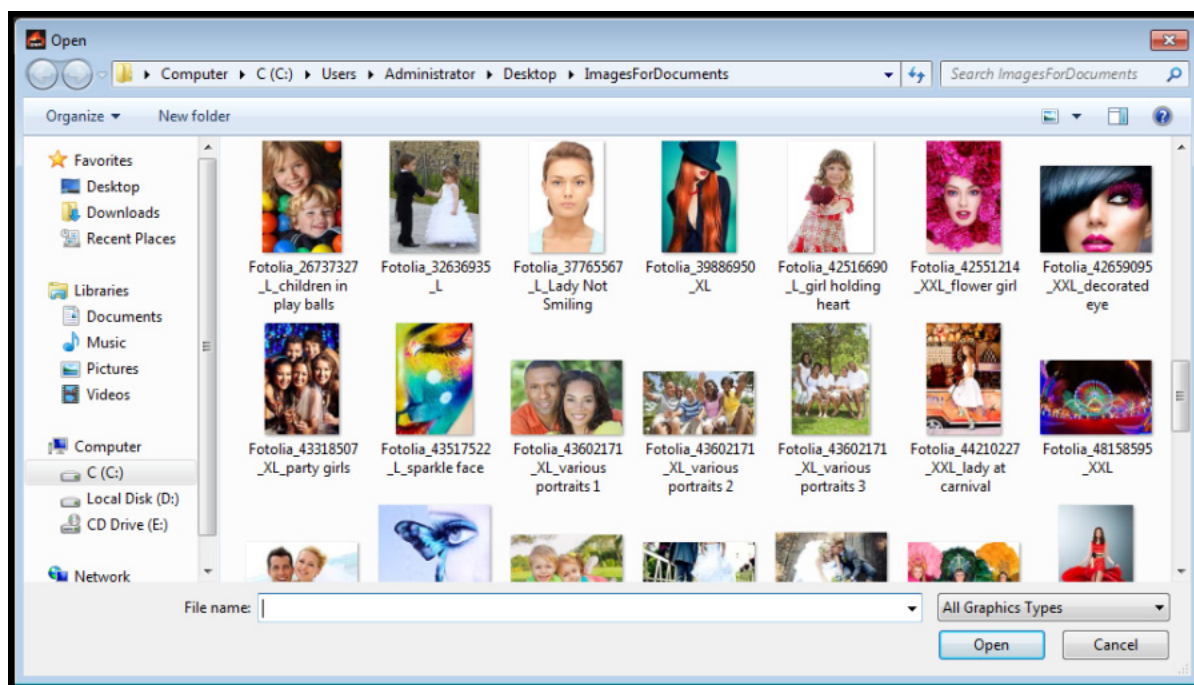 Open
Computer C (C:) Users Administrator Desktop ImagesForDocuments
Search ImagesForDocuments
Organize New folder
Favorites
Desktop
Downloads
Recent Places
Libraries
Documents
Music
Pictures
Videos
Computer
C (C:)
Local Disk (D:)
CD Drive (E:)
Network
Fotolia_26737327
_L_children in
play balls
Fotolia_32636935
_L
Fotolia_37765567
_L_Lady Not
Smiling
Fotolia_39886950
_XL
Fotolia_42516690
_L_girl holding
heart
Fotolia_42551214
_XXL_flower girl
Fotolia_42659095
_XXL_decorated
eye
Fotolia_43318507
_XL_party girls
Fotolia_43517522
_L_sparkle face
Fotolia_43602171
_XL_various
portraits 1
Fotolia_43602171
_XL_various
portraits 2
Fotolia_43602171
_XL_various
portraits 3
Fotolia_44210227
_XXL_lady at
carnival
Fotolia_48158595
_XXL
File name:
All Graphics Types
Open
Cancel